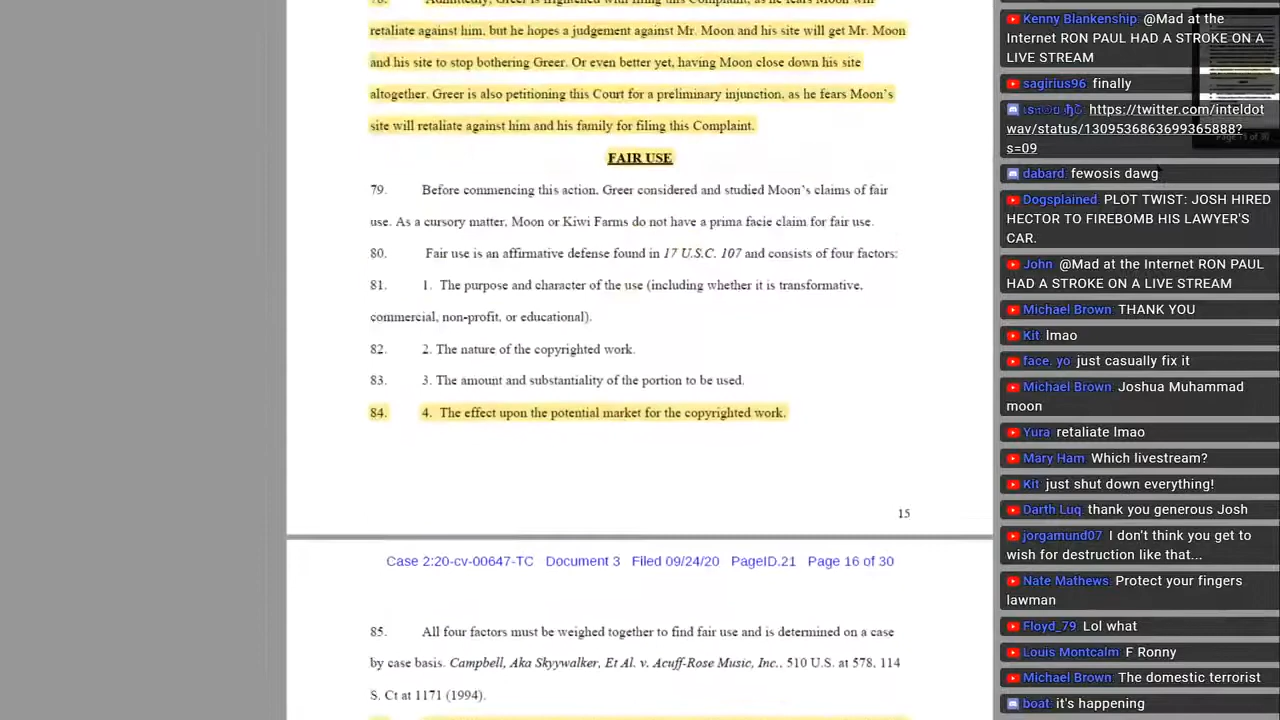 78. Admittedly, Greer is frightened with filing this Complaint, as he fears Moon will
retaliate against him, but he hopes a judgement against Mr. Moon and his site will get Mr. Moon
and his site to stop bothering Greer. Or even better yet, having Moon close down his site
altogether. Greer is also petitioning this Court for a preliminary injunction, as he fears Moon's
site will retaliate against him and his family for filing this Complaint.
FAIR USE
79. Before commencing this action, Greer considered and studied Moon's claims of fair
use. As a cursory matter, Moon or Kiwi Farms do not have a prima facie claim for fair use.
80. Fair use is an affirmative defense found in 17 U.S.C. 107 and consists of four factors:
81. 1. The purpose and character of the use (including whether it is transformative,
commercial, non-profit, or educational).
82. 2. The nature of the copyrighted work.
83. 3. The amount and substantiality of the portion to be used.
84. 4. The effect upon the potential market for the copyrighted work.
15
Case 2:20-cv-00647-TC Document 3 Filed 09/24/20 PageID.21 Page 16 of 30
85. All four factors must be weighed together to find fair use and is determined on a case
by case basis. Campbell, Aka Skyywalker, Et Al. v. Acuff-Rose Music, Inc., 510 U.S. at 578, 114
S. Ct at 1171 (1994).
Kenny Blankenship @Mad at the
Internet RON PAUL HAD A STROKE ON A
LIVE STREAM
sagirius96 finally
https://twitter.com/inteldot
wav/status/1309536863699365888?
s=09
dabard fewosis dawg
Dogsplained PLOT TWIST: JOSH HIRED
HECTOR TO FIREBOMB HIS LAWYER'S
CAR.
John @Mad at the Internet RON PAUL
HAD A STROKE ON A LIVE STREAM
Michael Brown THANK YOU
Kit lmao
face. yo just casually fix it
Michael Brown Joshua Muhammad
moon
Yura retaliate lmao
Mary Ham Which livestream?
Kit just shut down everything!
Darth Luq thank you generous Josh
jorgamund07 I don't think you get to
wish for destruction like that...
Nate Mathews Protect your fingers
lawman
Floyd_79 Lol what
Louis Montcalm F Ronny
Michael Brown The domestic terrorist
boat it's happening